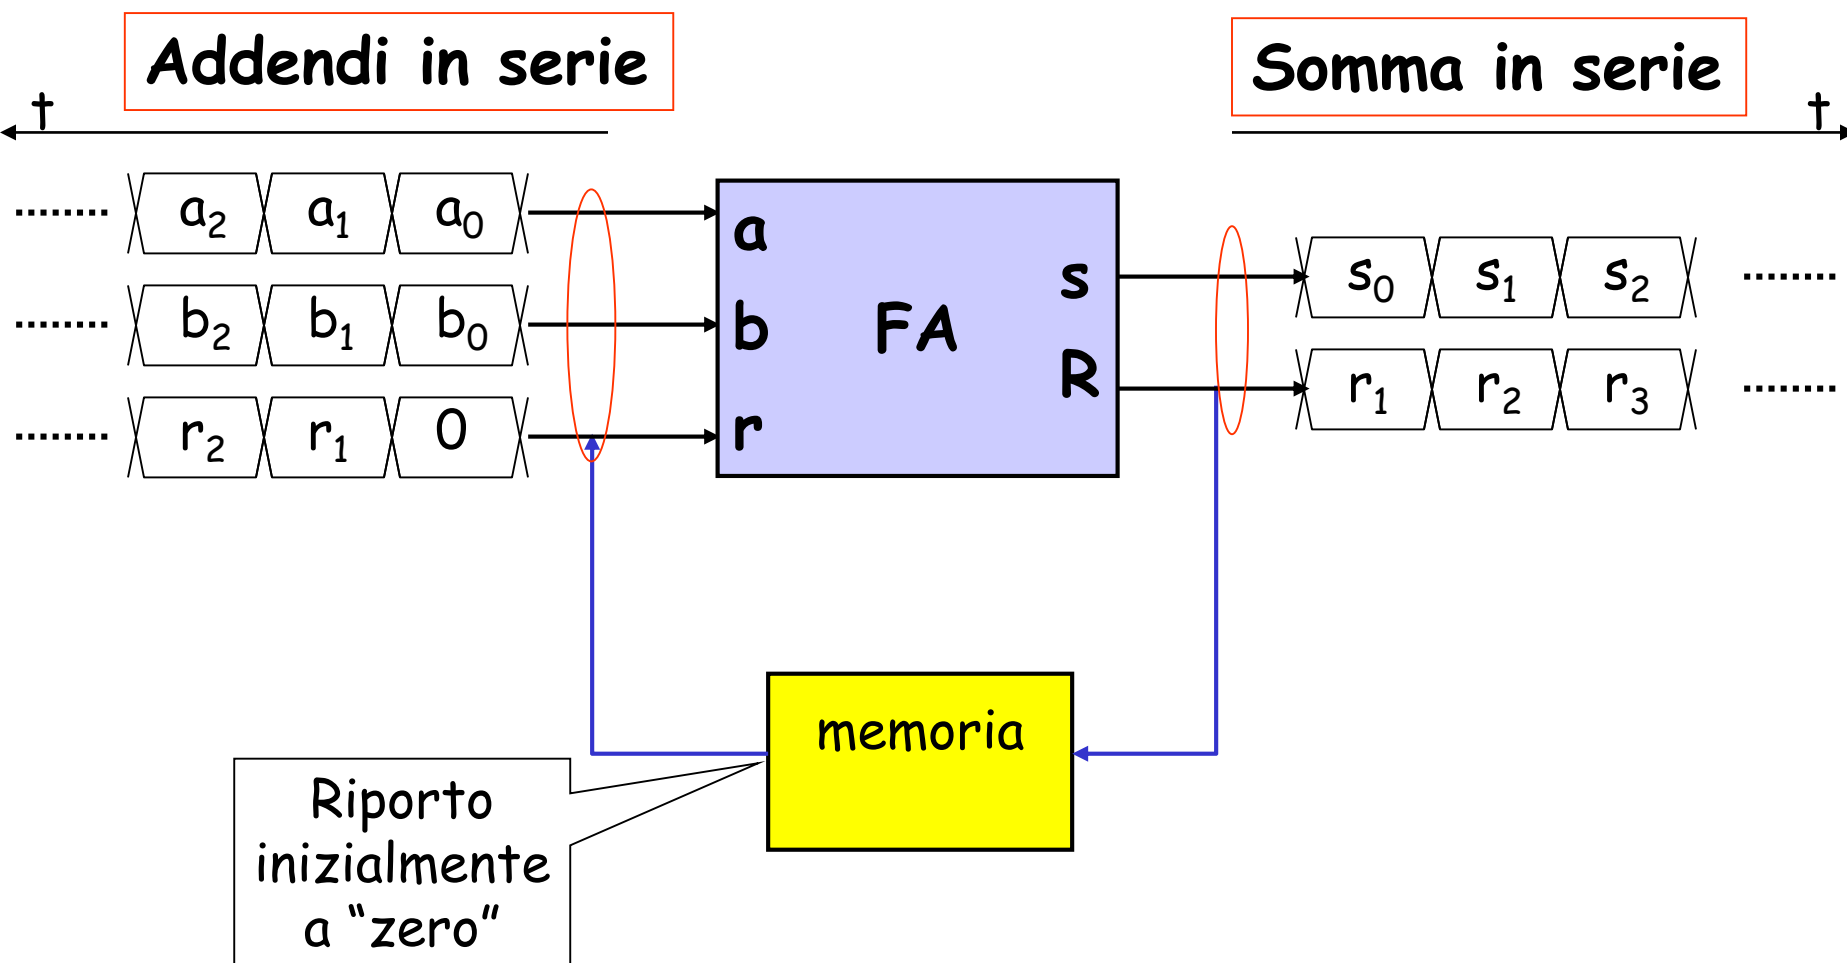 Addendi in serie
Somma in serie
t
t
a2 a1 a0
b2 b1 b0
r2 r1 0
a
b
r
FA
s
R
s0 s1 s2
r1 r2 r3
memoria
Riporto
inizialmente
a “zero”